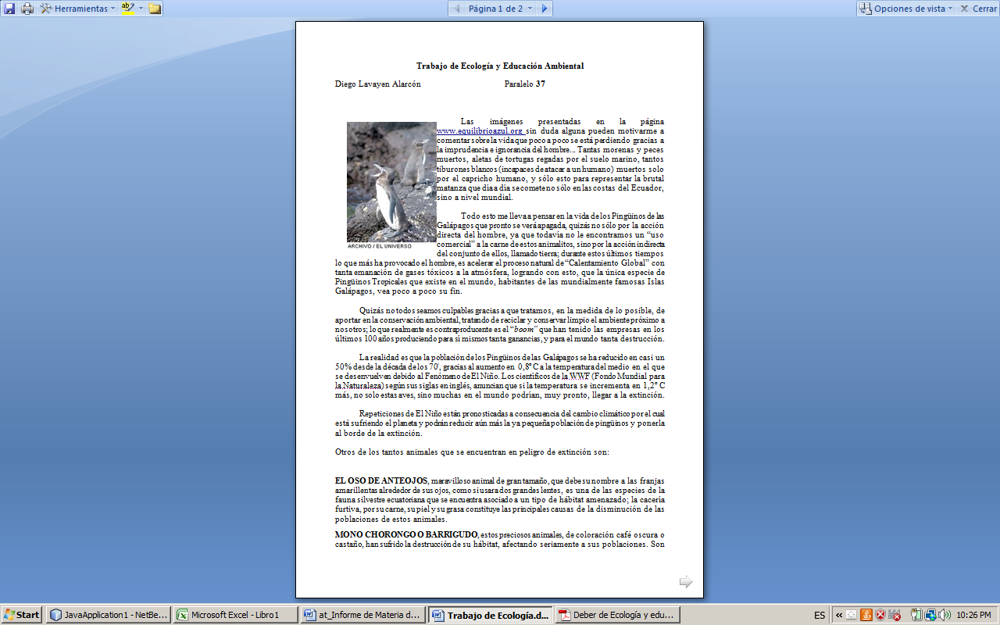 Herramientas
Página 1 de 2
Opciones de vista
Cerrar
Trabajo de Ecología y Educación Ambiental
Diego Lavayen Alarcón Paralelo 37
Las imágenes presentadas en la página
www.equilibrioazul.org sin duda alguna pueden motivarme a
comentar sobre la vida que poco a poco se está perdiendo gracias a
la imprudencia e ignorancia del hombre... Tantas morenas y peces
muertos, aletas de tortugas regadas por el suelo marino, tantos
tiburones blancos (incapaces de atacar a un humano) muertos solo
por el capricho humano, y sólo esto para representar la brutal
matanza que día a día se comete no sólo en las costas del Ecuador,
sino a nivel mundial.
ARCHIVO / EL UNIVERSO
Todo esto me lleva a pensar en la vida de los Pingüinos de las
Galápagos que pronto se verá apagada, quizás no sólo por la acción
directa del hombre, ya que todavía no le encontramos un “uso
comercial” a la carne de estos animalitos, sino por la acción indirecta
del conjunto de ellos, llamado tierra; durante estos últimos tiempos
lo que más ha provocado el hombre, es acelerar el proceso natural de “Calentamiento Global” con
tanta emanación de gases tóxicos a la atmósfera, logrando con esto, que la única especie de
Pingüinos Tropicales que existe en el mundo, habitantes de las mundialmente famosas Islas
Galápagos, vea poco a poco su fin.
Quizás no todos seamos culpables gracias a que tratamos, en la medida de lo posible, de
aportar en la conservación ambiental, tratando de reciclar y conservar limpio el ambiente próximo a
nosotros; lo que realmente es contraproducente es el “boom” que han tenido las empresas en los
últimos 100 años produciendo para sí mismos tanta ganancias, y para el mundo tanta destrucción.
La realidad es que la población de los Pingüinos de las Galápagos se ha reducido en casi un
50% desde la década de los 70', gracias al aumento en 0,8° C a la temperatura del medio en el que
se desenvuelven debido al Fenómeno de El Niño. Los científicos de la WWF (Fondo Mundial para
la Naturaleza) según sus siglas en inglés, anuncian que si la temperatura se incrementa en 1,2° C
más, no solo estas aves, sino muchas en el mundo podrían, muy pronto, llegar a la extinción.
Repeticiones de El Niño están pronosticadas a consecuencia del cambio climático por el cual
está sufriendo el planeta y podrán reducir aún más la ya pequeña población de pingüinos y ponerla
al borde de la extinción.
Otros de los tantos animales que se encuentran en peligro de extinción son:
EL OSO DE ANTEOJOS, maravilloso animal de gran tamaño, que debe su nombre a las franjas
amarillentas alrededor de sus ojos, como si usara dos grandes lentes, es una de las especies de la
fauna silvestre ecuatoriana que se encuentra asociado a un tipo de hábitat amenazado; la cacería
furtiva, por su carne, su piel y su grasa constituye las principales causas de la disminución de las
poblaciones de estos animales.
MONO CHORONGO O BARRIGUDO, estos preciosos animales, de coloración café oscura o
castaño, han sufrido la destrucción de su hábitat, afectando seriamente a sus poblaciones. Son
Start
JavaApplication1 - NetBe...
Microsoft Excel - Libro1
at_Informe de Materia d...
Trabajo de Ecología.d...
Deber de Ecología y edu...
ES
10:26 PM